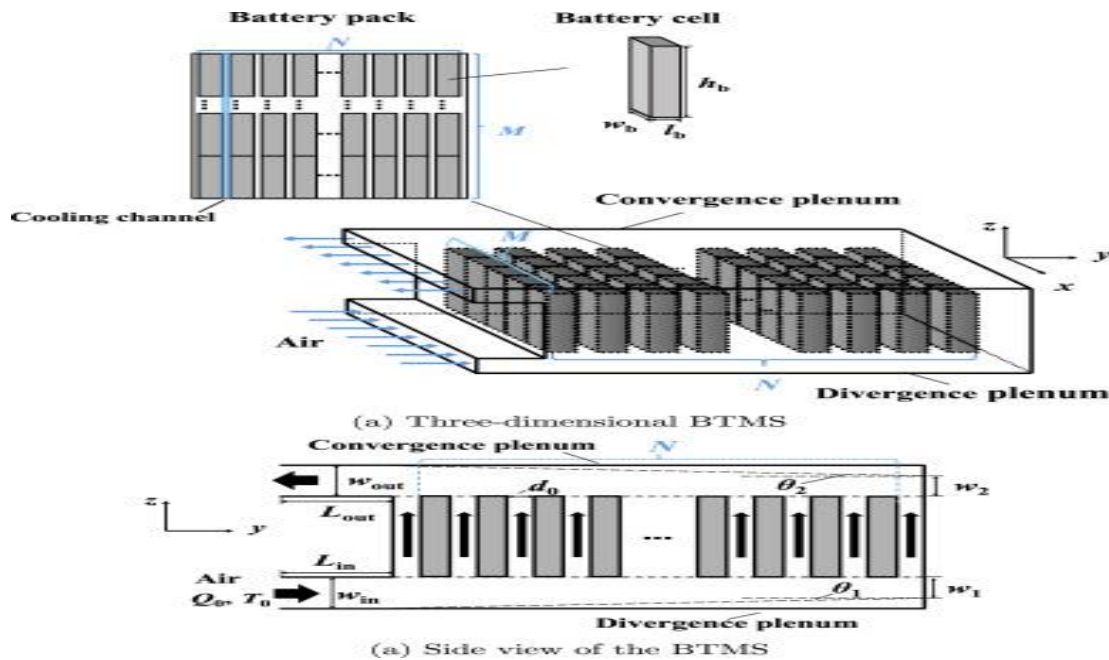 Battery pack
Battery cell
N
h_b
M
w_b
l_b
Cooling channel
Convergence plenum
M
z
y
x
Air
N
Divergence plenum
(a) Three-dimensional BTMS
Convergence plenum
N
w_out
d_0
θ_2
w_2
z
L_out
y
L_in
Air
Q_0, T_0
w_in
θ_1
w_1
Divergence plenum
(a) Side view of the BTMS